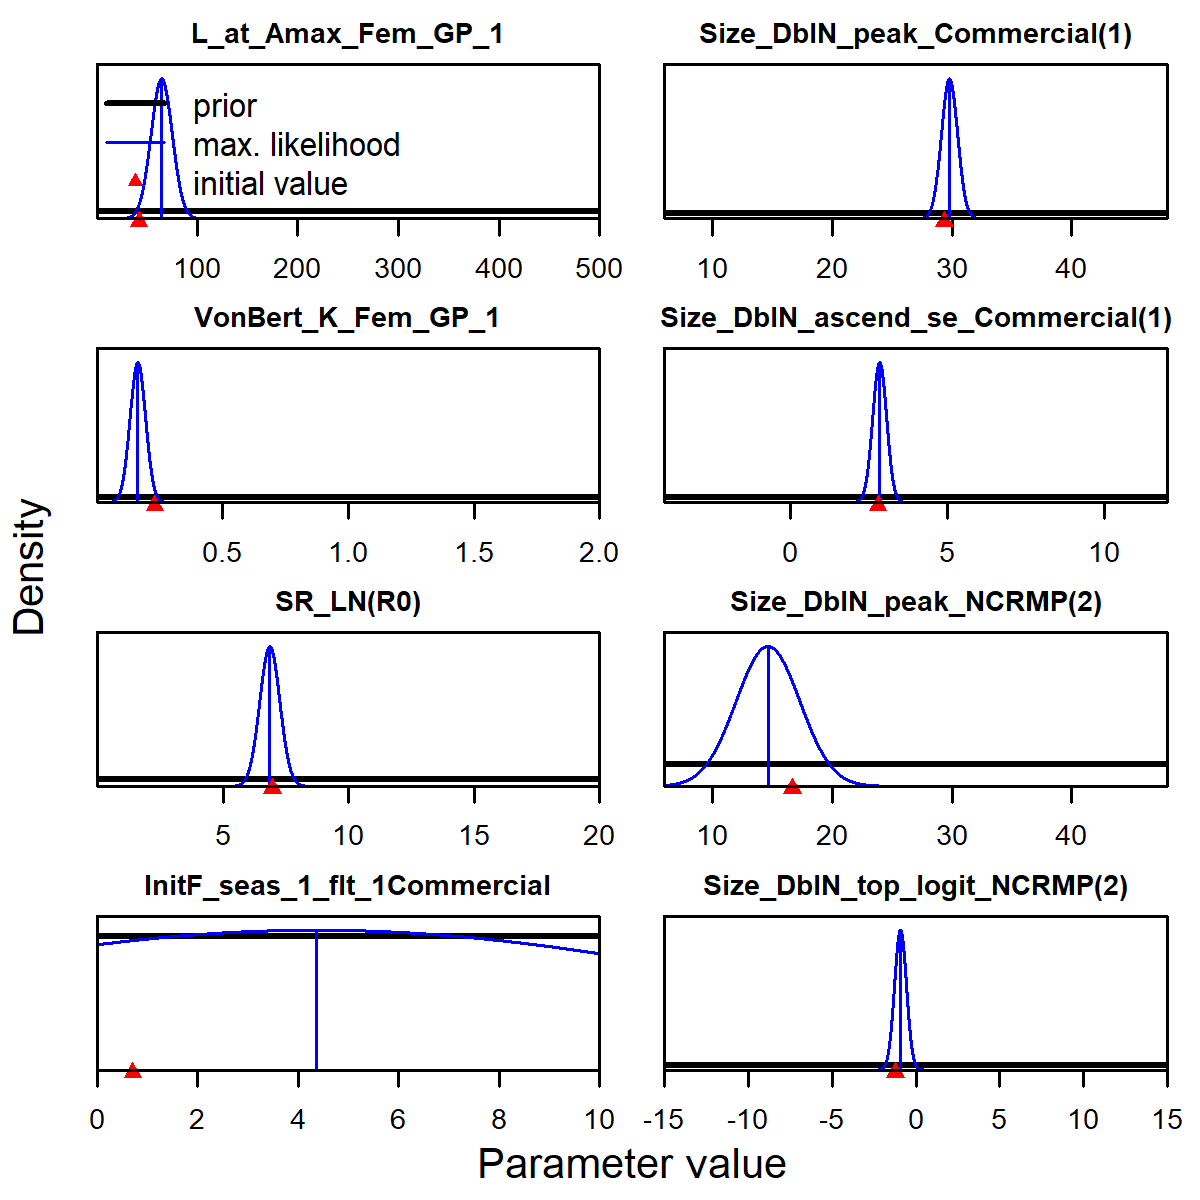 L_at_Amax_Fem_GP_1
prior
max. likelihood
initial value
100 200 300 400 500
Size_DblN_peak_Commercial(1)
10 20 30 40
VonBert_K_Fem_GP_1
0.5 1.0 1.5 2.0
Size_DblN_ascend_se_Commercial(1)
0 5 10
Density
SR_LN(R0)
5 10 15 20
Size_DblN_peak_NCRMP(2)
10 20 30 40
InitF_seas_1_flt_1Commercial
0 2 4 6 8 10
Size_DblN_top_logit_NCRMP(2)
-15 -10 -5 0 5 10 15
Parameter value